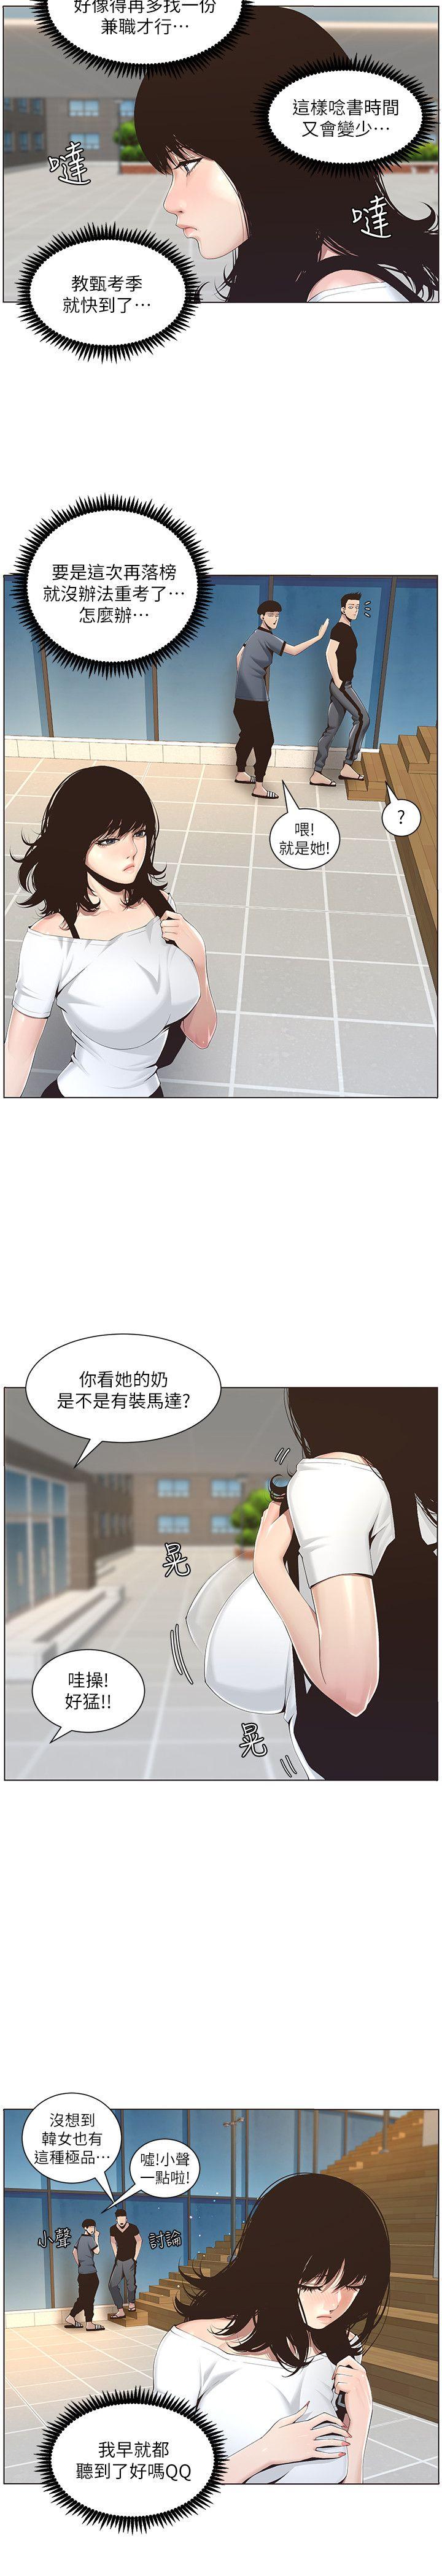 好像得再多找一份
兼職才行…
這樣唸書時間
又會變少…
噠
噠
教甄考季
就快到了…
要是這次再落榜
就沒辦法重考了…
怎麼辦…
喂!
就是她!
?
你看她的奶
是不是有裝馬達?
晃
哇操!
好猛!!
晃
沒想到
韓女也有
這種極品…
噓!小聲
一點啦!
小聲
討論
我早就都
聽到了好嗎QQ